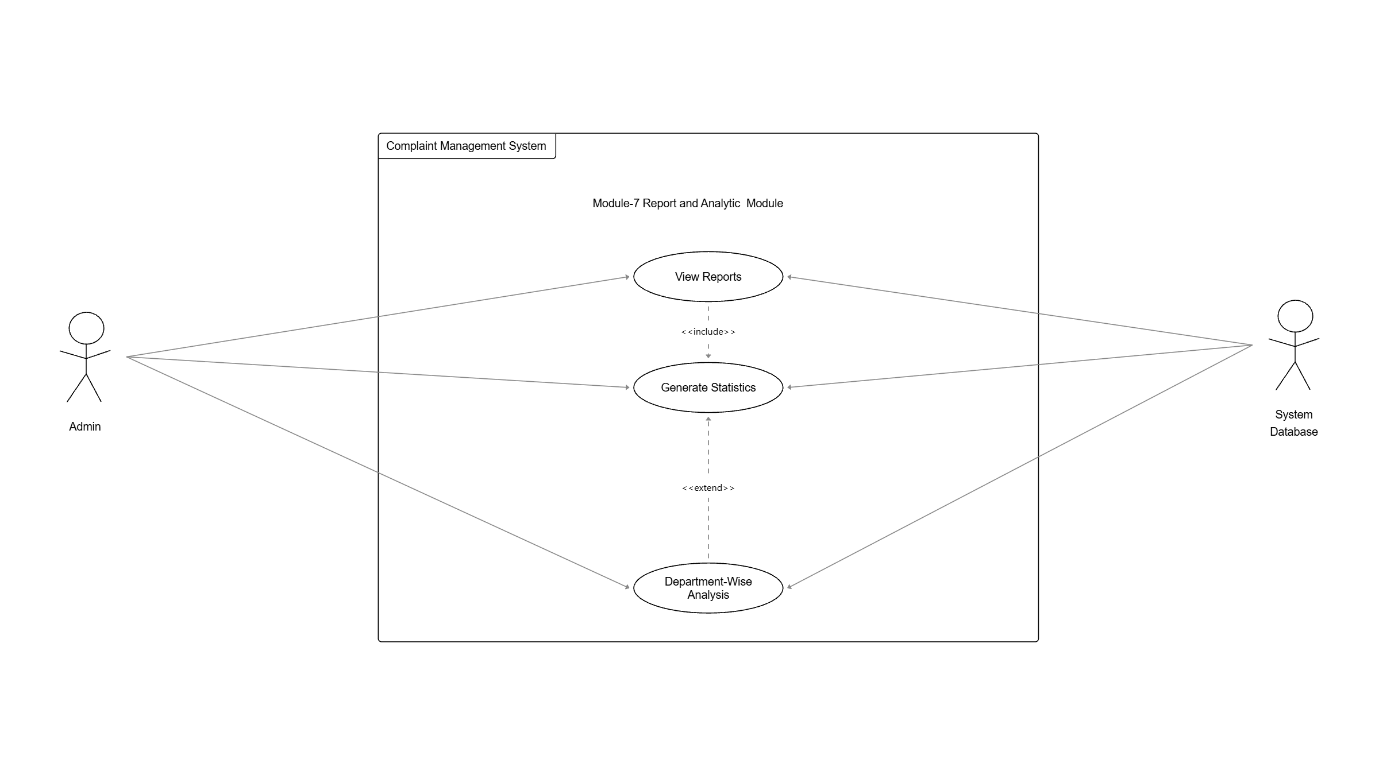 Complaint Management System
Module-7 Report and Analytic  Module
View Reports
<<include>>
Generate Statistics
Admin
System
Database
<<extend>>
Department-Wise
Analysis